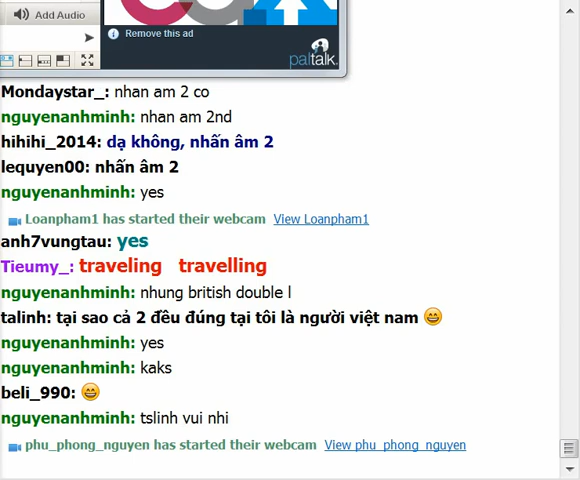 Add Audio
Remove this ad
paltalk
Mondaystar_: nhan am 2 co
nguyenanhminh: nhan am 2nd
hihihi_2014: dạ không, nhấn âm 2
lequyen00: nhấn âm 2
nguyenanhminh: yes
Loanpham1 has started their webcam View Loanpham1
anh7vungtau: yes
Tieumy_: traveling travelling
nguyenanhminh: nhung british double l
talinh: tại sao cả 2 đều đúng tại tôi là người việt nam 😄
nguyenanhminh: yes
nguyenanhminh: kaks
beli_990: 😄
nguyenanhminh: tslinh vui nhi
phu_phong_nguyen has started their webcam View phu_phong_nguyen